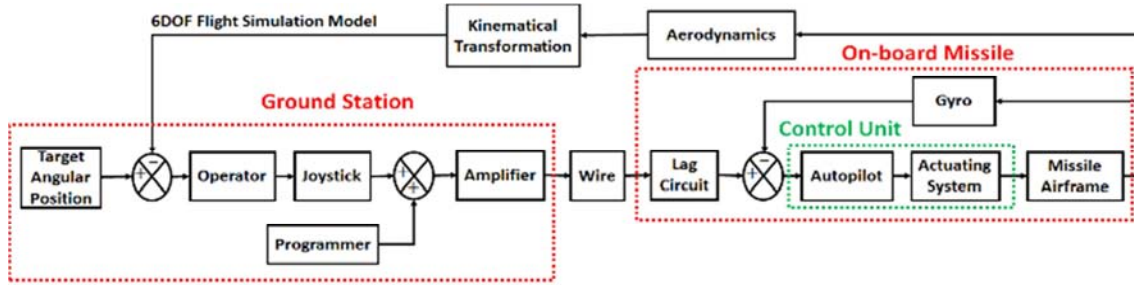 6DOF Flight Simulation Model
Kinematical
Transformation
Aerodynamics
On-board Missile
Ground Station
Gyro
Control Unit
Target
Angular
Position
−
Operator
Joystick
+
+
Amplifier
Wire
Lag
Circuit
−
Autopilot
Actuating
System
Missile
Airframe
Programmer